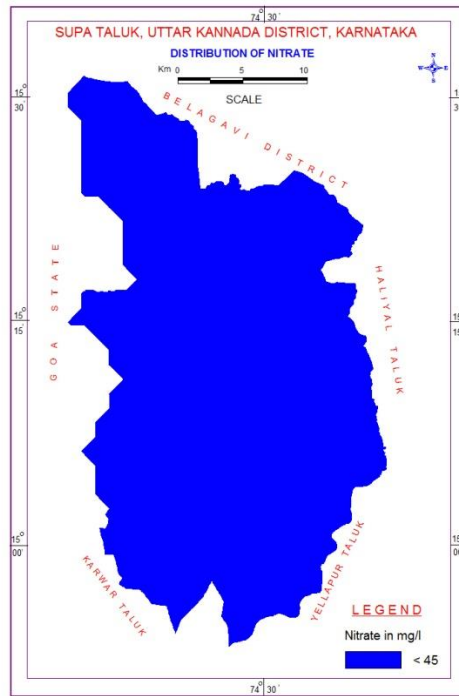 74° 30'
SUPA TALUK, UTTAR KANNADA DISTRICT, KARNATAKA
DISTRIBUTION OF NITRATE
Km 0 5 10
SCALE
N
W E
S
15° 30'
BELAGAVI DISTRICT
GOA STATE
HALIYAL TALUK
15° 15'
15° 00'
KARWAR TALUK
YELLAPUR TALUK
LEGEND
Nitrate in mg/l
< 45
74° 30'